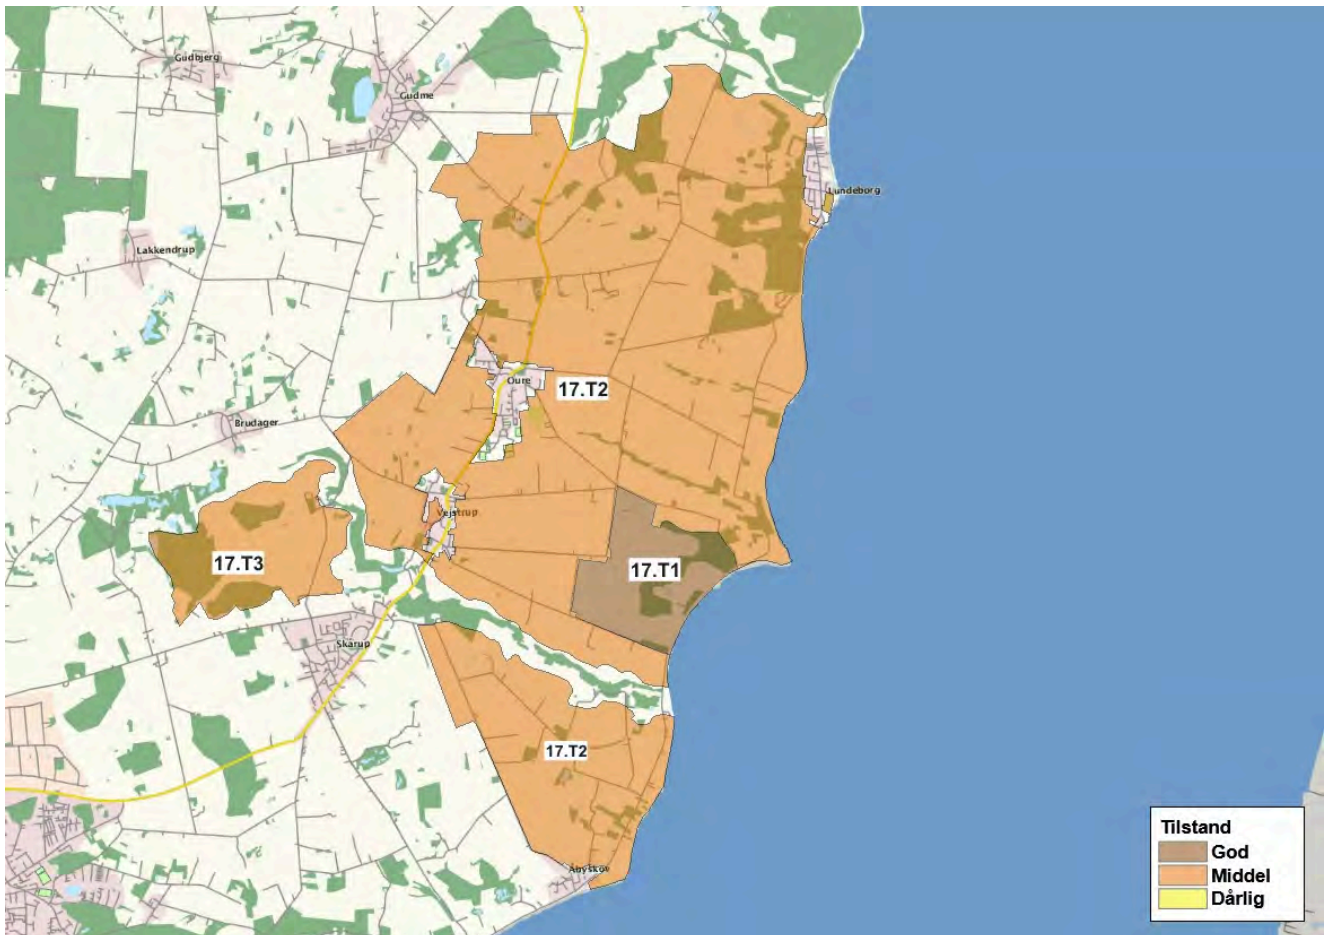 Gudbjerg
Gudme
Lundeborg
Lakkendrup
Oure
17.T2
Brudager
Vejstrup
17.T3
17.T1
Skårup
17.T2
Åbyskov
Tilstand
God
Middel
Dårlig